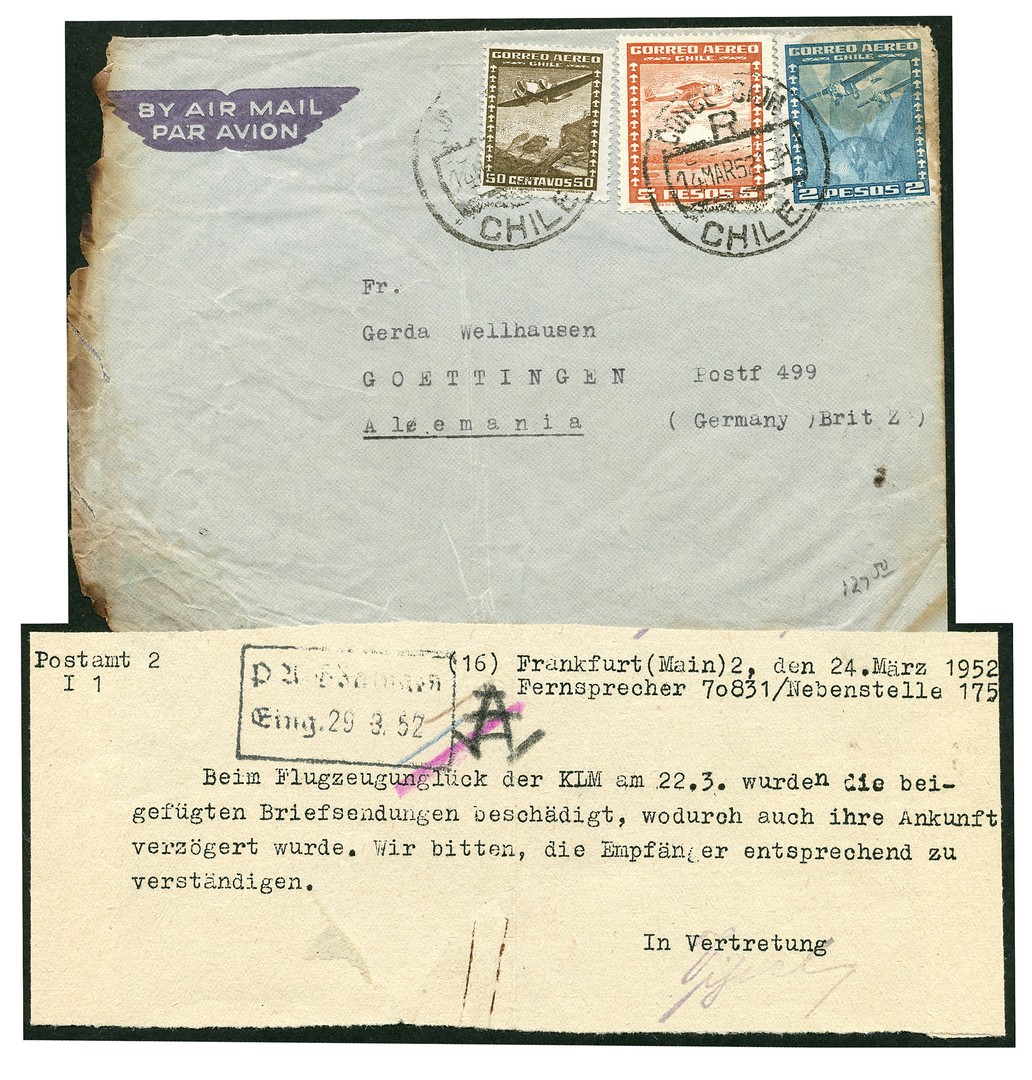 BY AIR MAIL
PAR AVION
CORREO AEREO
CHILE
50 CENTAVOS 50
CORREO AEREO
CHILE
5 PESOS 5
CORREO AEREO
CHILE
2 PESOS 2
CHILE
R
14 MAR 52
CHILE
Fr.
Gerda Wellhausen
GOETTINGEN Postf 499
Aleemania (Germany )Brit Z )
Postamt 2
I 1
Eing. 29 3. 52
(16) Frankfurt(Main)2, den 24.März 1952
Fernsprecher 7o831/Nebenstelle 175
A
Beim Flugzeugunglück der KLM am 22.3. wurden die bei-
gefügten Briefsendungen beschädigt, wodurch auch ihre Ankunft
verzögert wurde. Wir bitten, die Empfänger entsprechend zu
verständigen.
In Vertretung